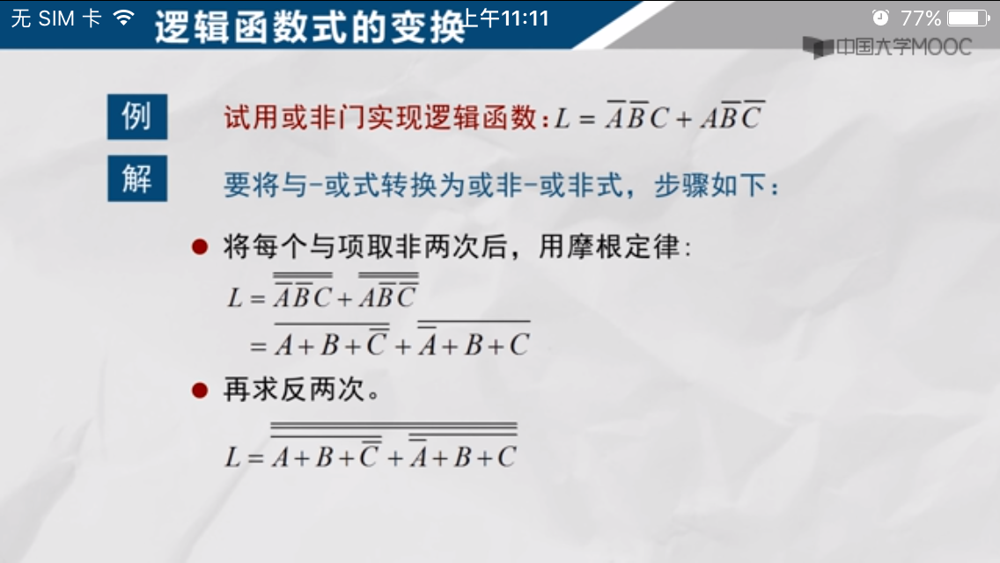 无 SIM 卡 上午11:11 77%
逻辑函数式的变换
中国大学MOOC
例 试用或非门实现逻辑函数:L = A̅B̅C + AB̅C̅
解 要将与-或式转换为或非-或非式，步骤如下：
● 将每个与项取非两次后，用摩根定律:
$L = \overline{\overline{\overline{A}\,\overline{B}C}} + \overline{\overline{A\overline{B}\,\overline{C}}}$
$= \overline{A+B+\overline{C}} + \overline{\overline{A}+B+C}$
● 再求反两次。
$L = \overline{\overline{\overline{A+B+\overline{C}} + \overline{\overline{A}+B+C}}}$